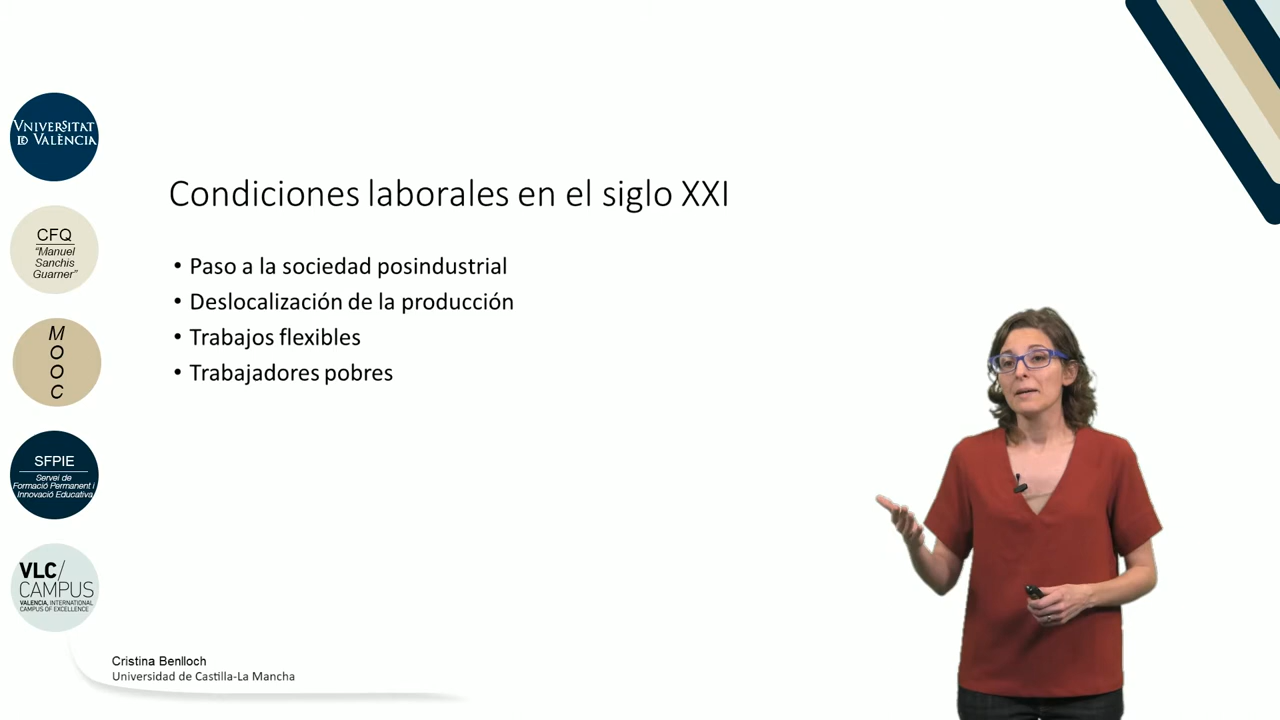 VNIVERSITAT
ID VALÈNCIA
CFQ
“Manuel
Sanchis
Guarner”
M
O
O
C
SFPIE
Servei de
Formació Permanent i
Innovació Educativa
VLC/
CAMPUS
VALENCIA, INTERNATIONAL
CAMPUS OF EXCELLENCE
Condiciones laborales en el siglo XXI
• Paso a la sociedad posindustrial
• Deslocalización de la producción
• Trabajos flexibles
• Trabajadores pobres
Cristina Benlloch
Universidad de Castilla-La Mancha